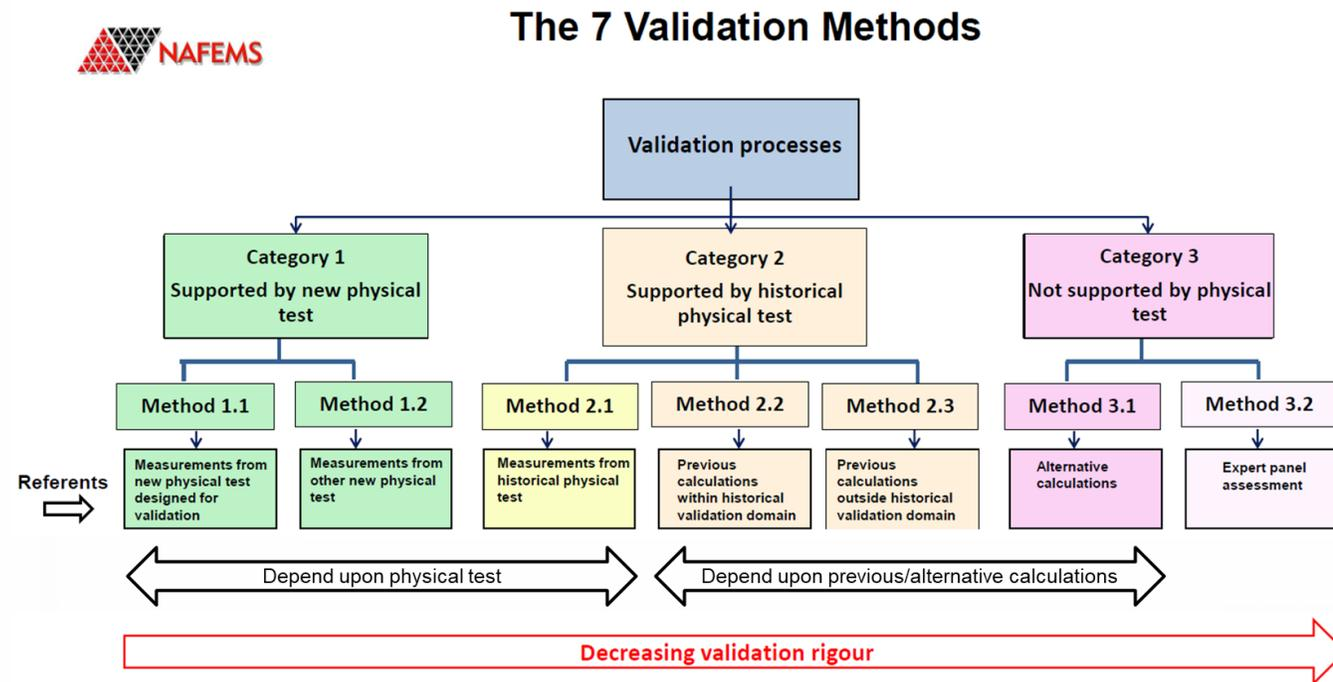 The 7 Validation Methods
NAFEMS
Validation processes
Category 1
Supported by new physical
test
Category 2
Supported by historical
physical test
Category 3
Not supported by physical
test
Method 1.1
Method 1.2
Method 2.1
Method 2.2
Method 2.3
Method 3.1
Method 3.2
Referents
Measurements from
new physical test
designed for
validation
Measurements from
other new physical
test
Measurements from
historical physical
test
Previous
calculations
within historical
validation domain
Previous
calculations
outside historical
validation domain
Alternative
calculations
Expert panel
assessment
Depend upon physical test
Depend upon previous/alternative calculations
Decreasing validation rigour